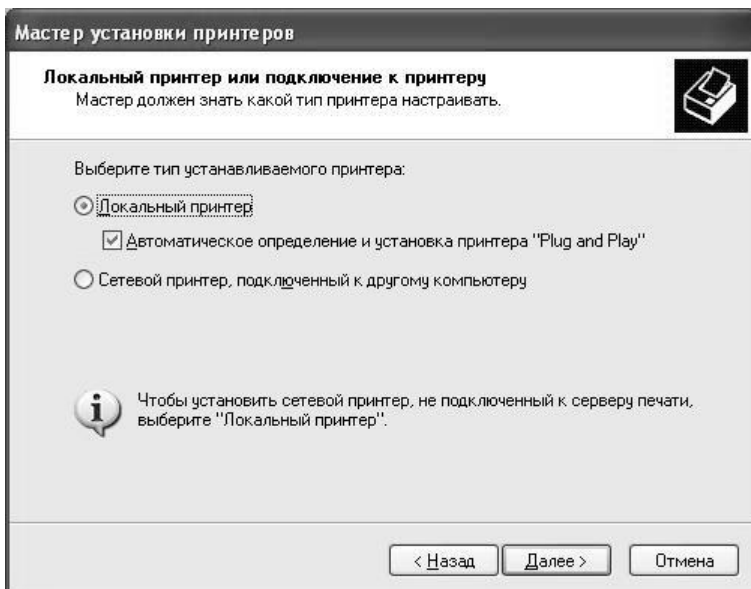 Мастер установки принтеров
Локальный принтер или подключение к принтеру
Мастер должен знать какой тип принтера настраивать.
Выберите тип устанавливаемого принтера:
Локальный принтер
Автоматическое определение и установка принтера "Plug and Play"
Сетевой принтер, подключенный к другому компьютеру
Чтобы установить сетевой принтер, не подключенный к серверу печати,
выберите "Локальный принтер".
< Назад Далее > Отмена